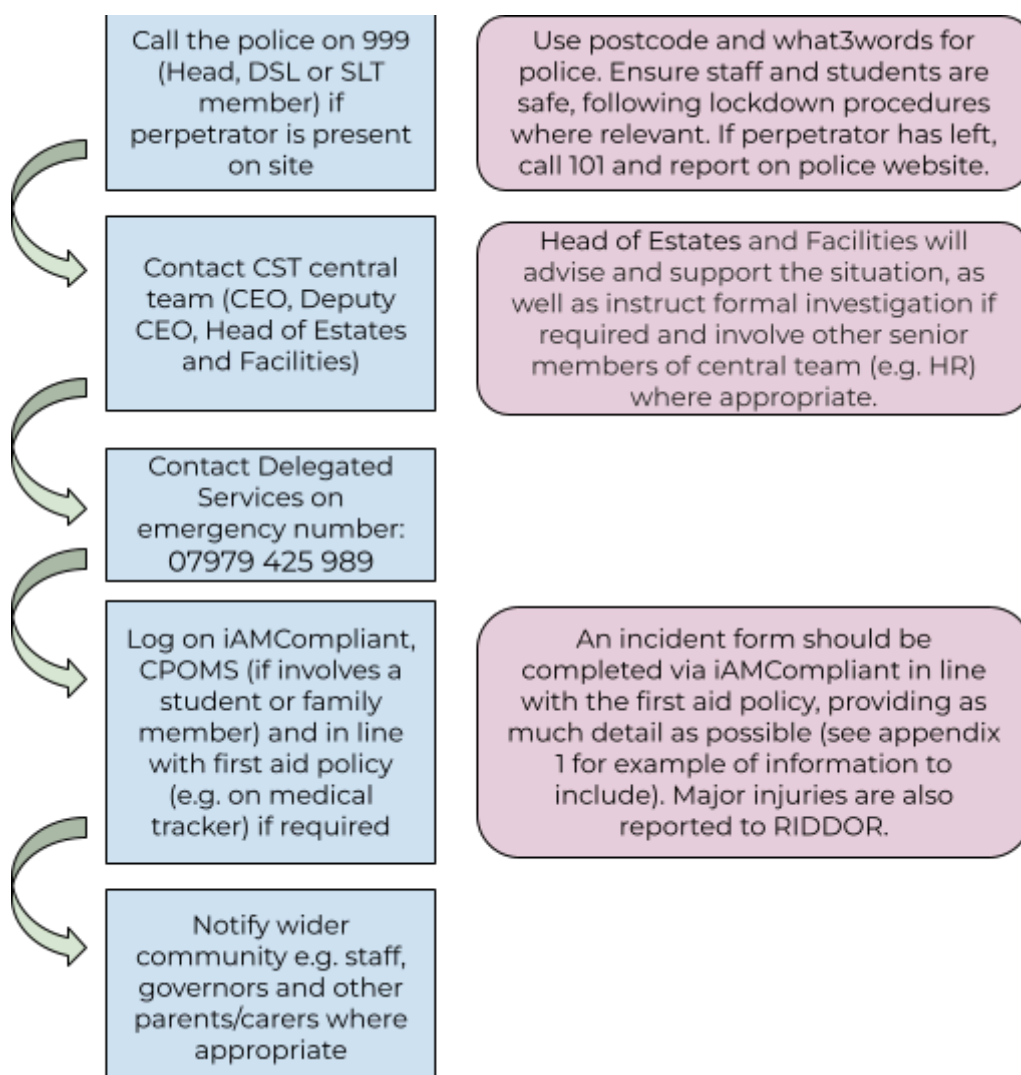 Call the police on 999
(Head, DSL or SLT
member) if
perpetrator is present
on site
Use postcode and what3words for
police. Ensure staff and students are
safe, following lockdown procedures
where relevant. If perpetrator has left,
call 101 and report on police website.
Contact CST central
team (CEO, Deputy
CEO, Head of Estates
and Facilities)
Head of Estates and Facilities will
advise and support the situation, as
well as instruct formal investigation if
required and involve other senior
members of central team (e.g. HR)
where appropriate.
Contact Delegated
Services on
emergency number:
07979 425 989
Log on iAMCompliant,
CPOMS (if involves a
student or family
member) and in line
with first aid policy
(e.g. on medical
tracker) if required
An incident form should be
completed via iAMCompliant in line
with the first aid policy, providing as
much detail as possible (see appendix
1 for example of information to
include). Major injuries are also
reported to RIDDOR.
Notify wider
community e.g. staff,
governors and other
parents/carers where
appropriate